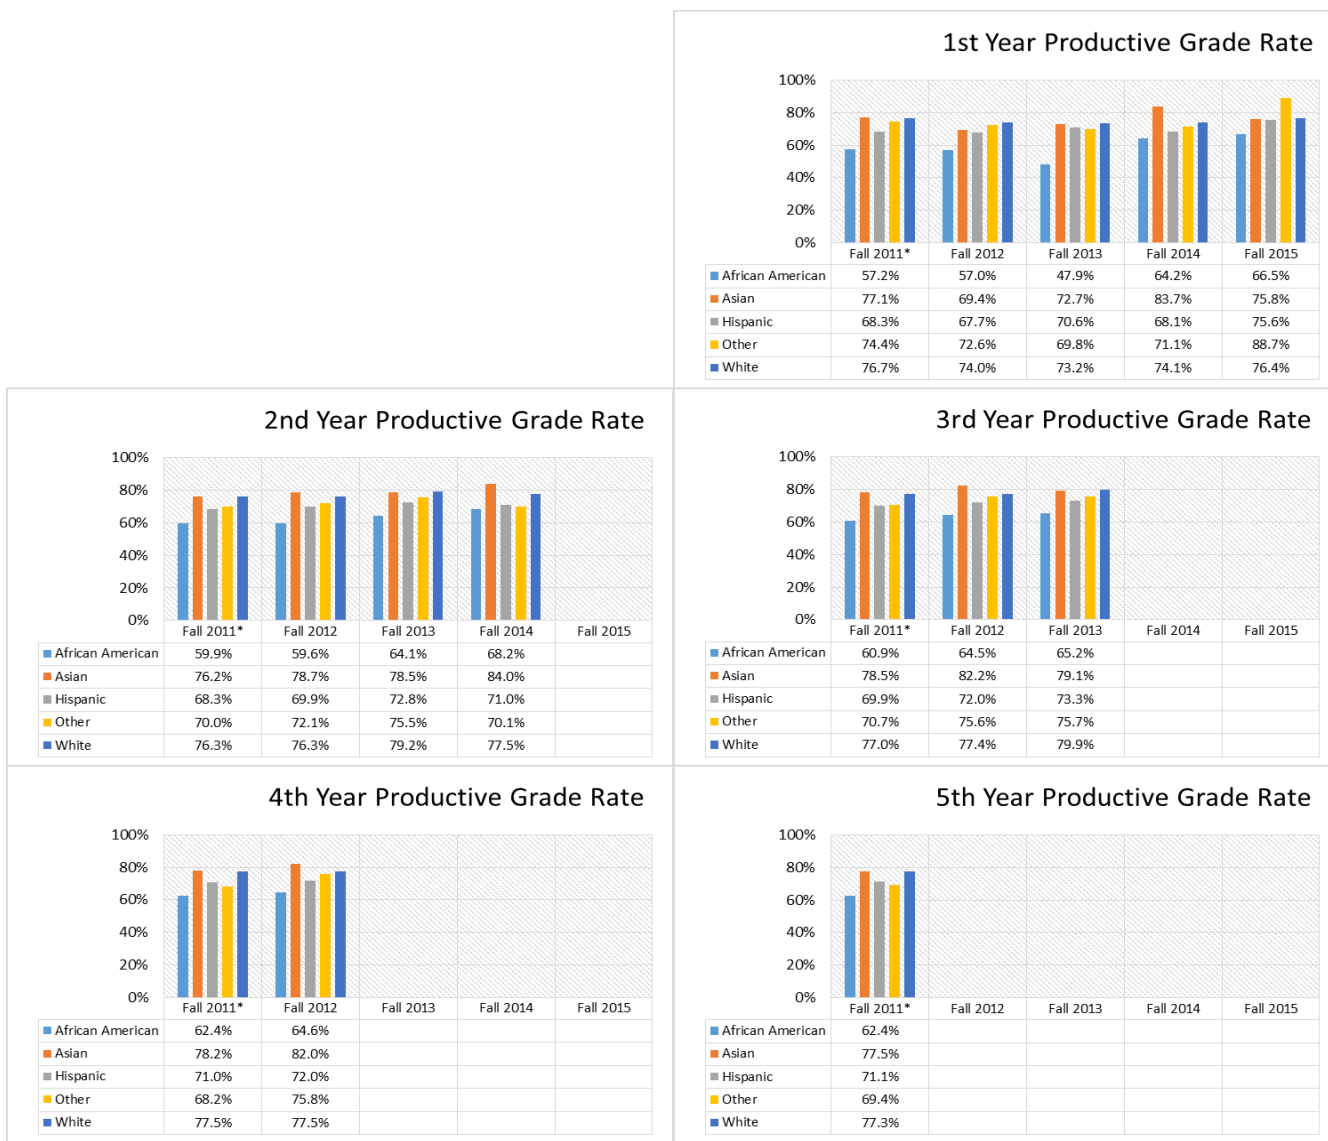 1st Year Productive Grade Rate
100%
80%
60%
40%
20%
0%
Fall 2011* Fall 2012 Fall 2013 Fall 2014 Fall 2015
African American 57.2% 57.0% 47.9% 64.2% 66.5%
Asian 77.1% 69.4% 72.7% 83.7% 75.8%
Hispanic 68.3% 67.7% 70.6% 68.1% 75.6%
Other 74.4% 72.6% 69.8% 71.1% 88.7%
White 76.7% 74.0% 73.2% 74.1% 76.4%
2nd Year Productive Grade Rate
100%
80%
60%
40%
20%
0%
Fall 2011* Fall 2012 Fall 2013 Fall 2014 Fall 2015
African American 59.9% 59.6% 64.1% 68.2%
Asian 76.2% 78.7% 78.5% 84.0%
Hispanic 68.3% 69.9% 72.8% 71.0%
Other 70.0% 72.1% 75.5% 70.1%
White 76.3% 76.3% 79.2% 77.5%
3rd Year Productive Grade Rate
100%
80%
60%
40%
20%
0%
Fall 2011* Fall 2012 Fall 2013 Fall 2014 Fall 2015
African American 60.9% 64.5% 65.2%
Asian 78.5% 82.2% 79.1%
Hispanic 69.9% 72.0% 73.3%
Other 70.7% 75.6% 75.7%
White 77.0% 77.4% 79.9%
4th Year Productive Grade Rate
100%
80%
60%
40%
20%
0%
Fall 2011* Fall 2012 Fall 2013 Fall 2014 Fall 2015
African American 62.4% 64.6%
Asian 78.2% 82.0%
Hispanic 71.0% 72.0%
Other 68.2% 75.8%
White 77.5% 77.5%
5th Year Productive Grade Rate
100%
80%
60%
40%
20%
0%
Fall 2011* Fall 2012 Fall 2013 Fall 2014 Fall 2015
African American 62.4%
Asian 77.5%
Hispanic 71.1%
Other 69.4%
White 77.3%